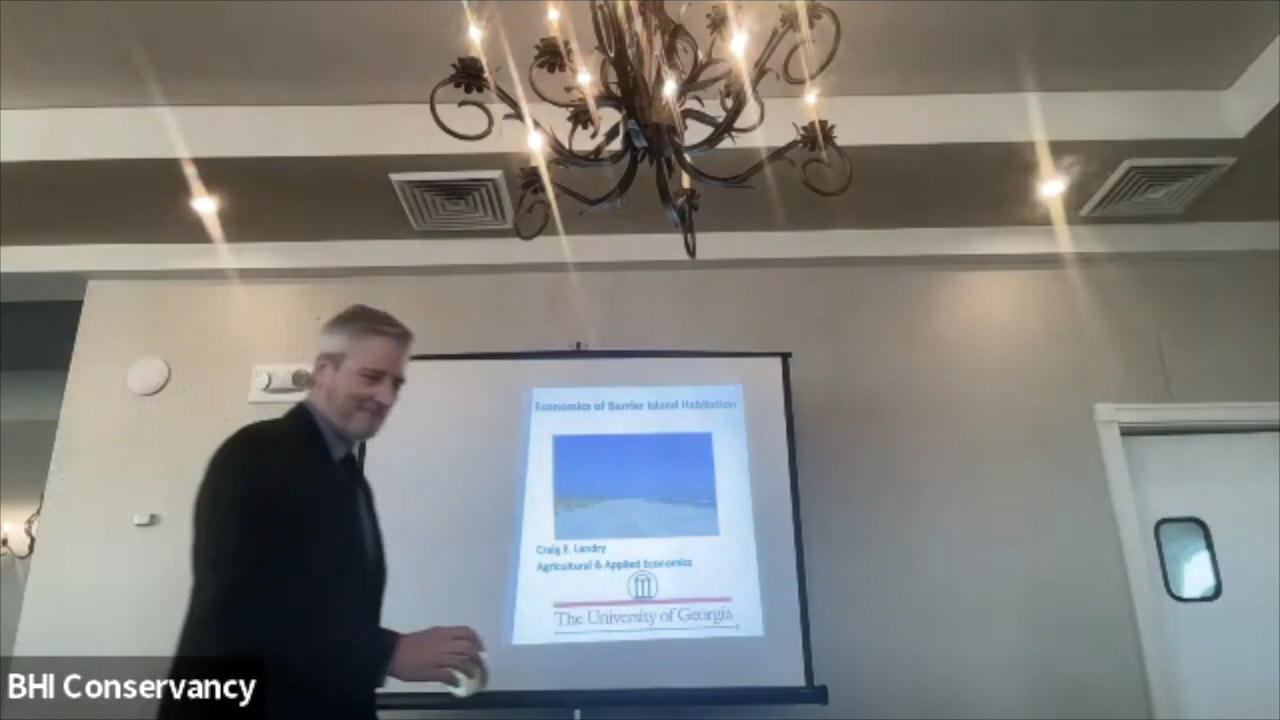 Economics of Barrier Island Habitation
Craig E. Landry
Agricultural & Applied Economics
The University of Georgia
BHI Conservancy